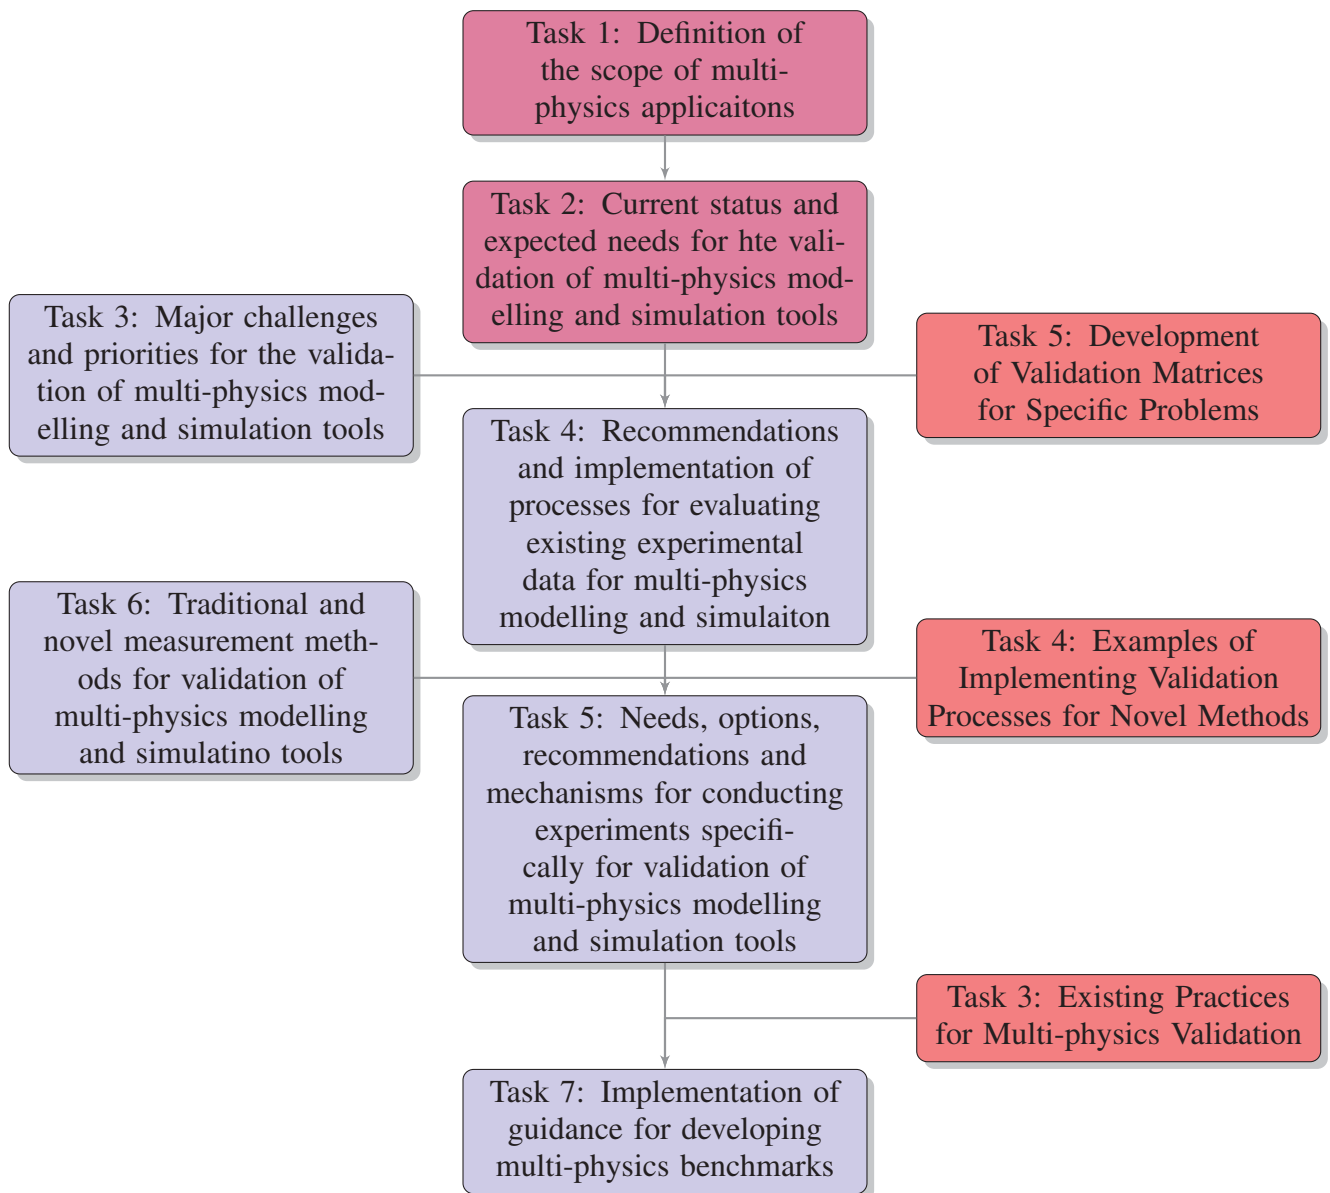 Task 1: Definition of
the scope of multi-
physics applicaitons
Task 2: Current status and
expected needs for hte vali-
dation of multi-physics mod-
elling and simulation tools
Task 3: Major challenges
and priorities for the valida-
tion of multi-physics mod-
elling and simulation tools
Task 5: Development
of Validation Matrices
for Specific Problems
Task 4: Recommendations
and implementation of
processes for evaluating
existing experimental
data for multi-physics
modelling and simulaiton
Task 6: Traditional and
novel measurement meth-
ods for validation of
multi-physics modelling
and simulatino tools
Task 4: Examples of
Implementing Validation
Processes for Novel Methods
Task 5: Needs, options,
recommendations and
mechanisms for conducting
experiments specifi-
cally for validation of
multi-physics modelling
and simulation tools
Task 3: Existing Practices
for Multi-physics Validation
Task 7: Implementation of
guidance for developing
multi-physics benchmarks